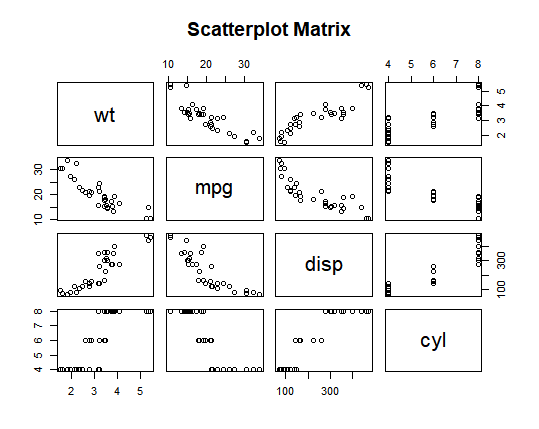 Scatterplot Matrix
10 20 30 4 5 6 7 8
wt
2 3 4 5
10 20 30
mpg
disp
100 300
4 5 6 7 8
cyl
2 3 4 5 100 300